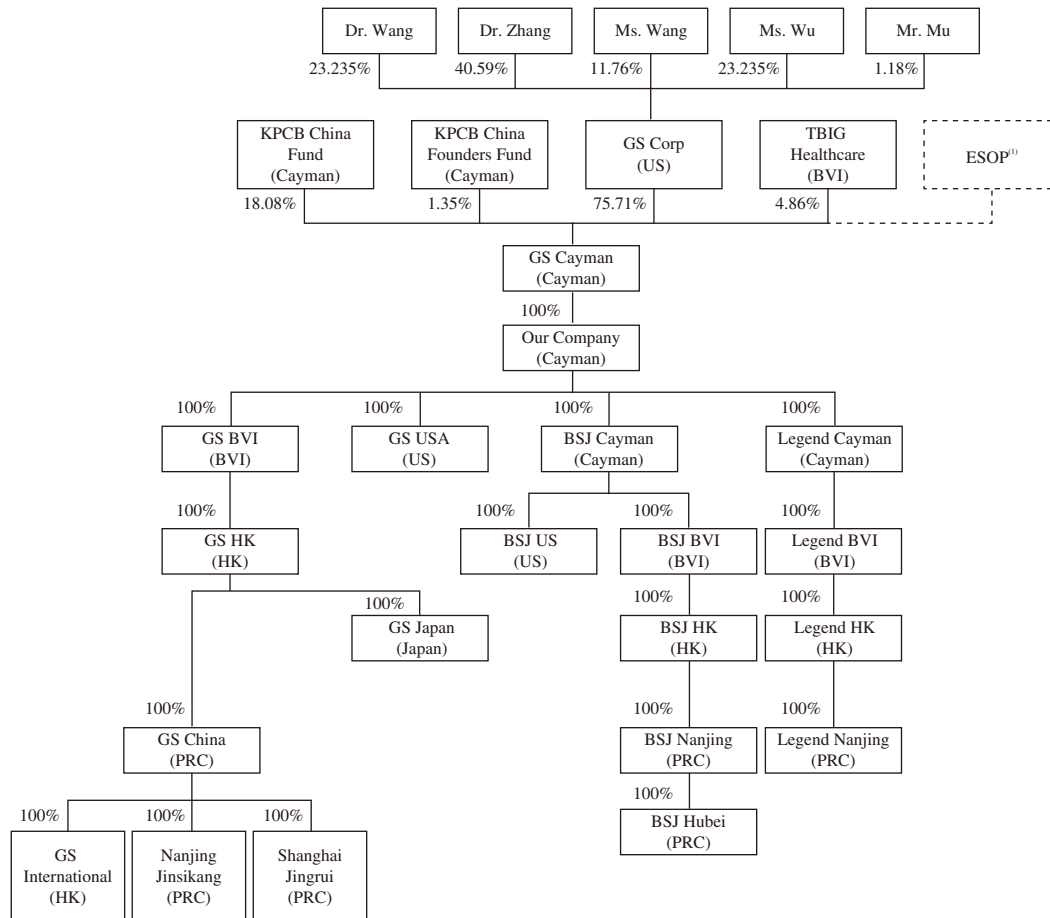 Dr. Wang
Dr. Zhang
Ms. Wang
Ms. Wu
Mr. Mu
23.235%
40.59%
11.76%
23.235%
1.18%
KPCB China
Fund
(Cayman)
KPCB China
Founders Fund
(Cayman)
GS Corp
(US)
TBIG
Healthcare
(BVI)
ESOP(1)
18.08%
1.35%
75.71%
4.86%
GS Cayman
(Cayman)
100%
Our Company
(Cayman)
100%
100%
100%
100%
GS BVI
(BVI)
GS USA
(US)
BSJ Cayman
(Cayman)
Legend Cayman
(Cayman)
100%
100%
100%
100%
GS HK
(HK)
BSJ US
(US)
BSJ BVI
(BVI)
Legend BVI
(BVI)
100%
100%
100%
GS Japan
(Japan)
BSJ HK
(HK)
Legend HK
(HK)
100%
100%
100%
GS China
(PRC)
BSJ Nanjing
(PRC)
Legend Nanjing
(PRC)
100%
100%
100%
100%
GS
International
(HK)
Nanjing
Jinsikang
(PRC)
Shanghai
Jingrui
(PRC)
BSJ Hubei
(PRC)